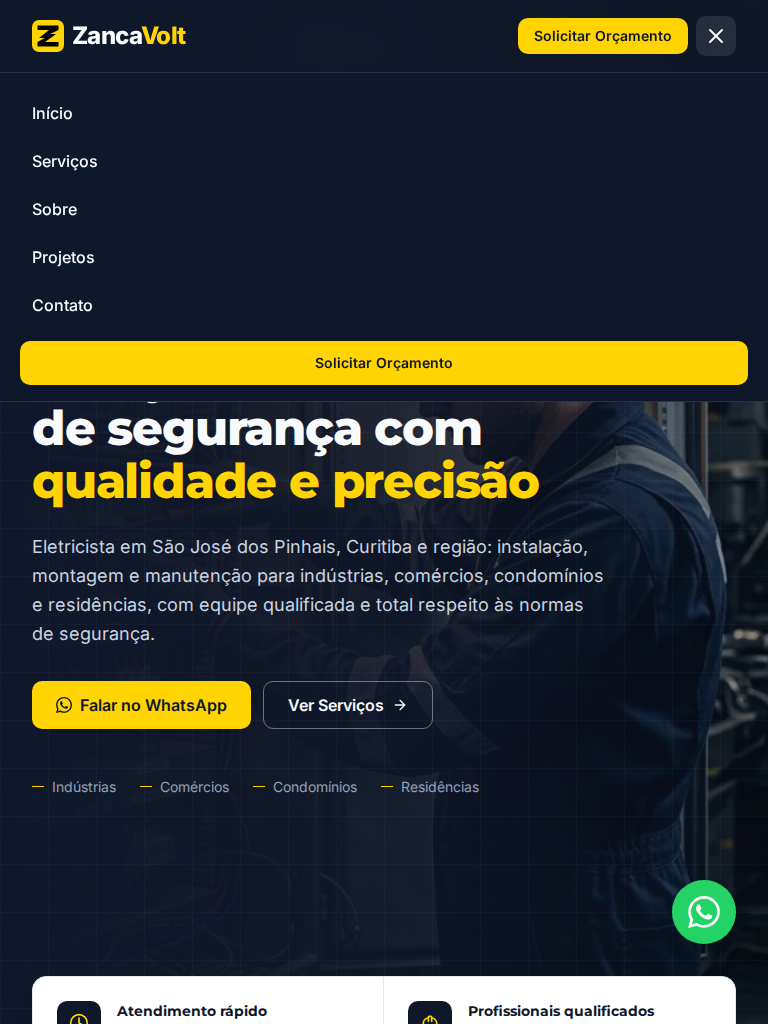 ZancaVolt
Solicitar Orçamento
Início
Serviços
Sobre
Projetos
Contato
Solicitar Orçamento
de segurança com
qualidade e precisão
Eletricista em São José dos Pinhais, Curitiba e região: instalação,
montagem e manutenção para indústrias, comércios, condomínios
e residências, com equipe qualificada e total respeito às normas
de segurança.
Falar no WhatsApp
Ver Serviços →
Indústrias
Comércios
Condomínios
Residências
Atendimento rápido
Profissionais qualificados